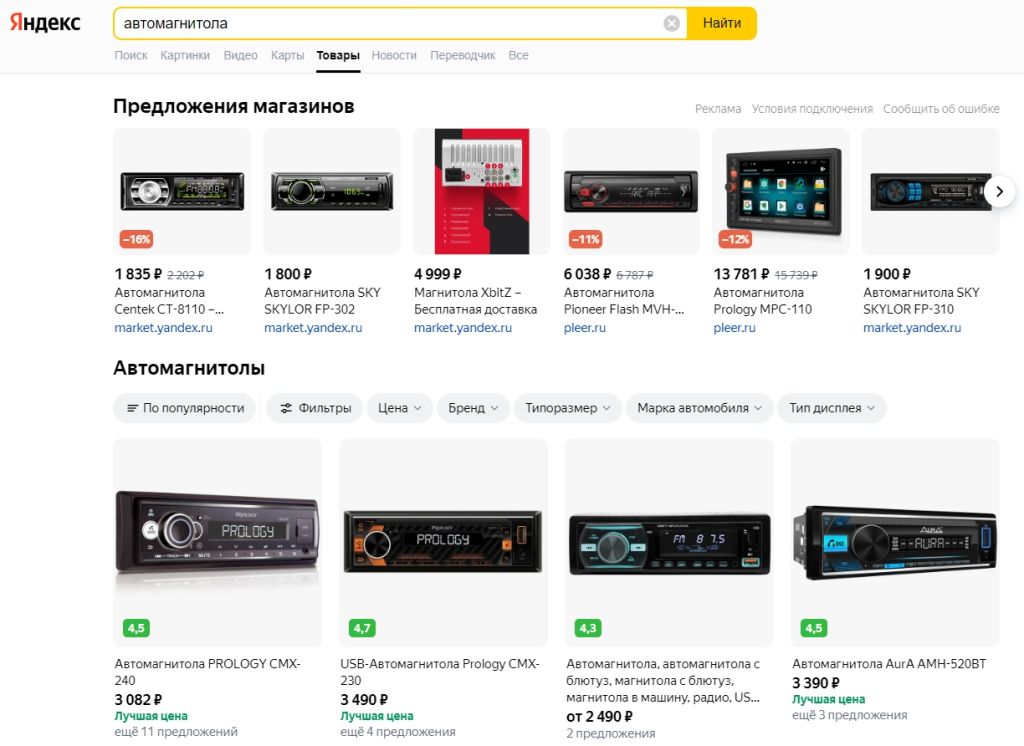 Яндекс
автомагнитола
Найти
Поиск Картинки Видео Карты Товары Новости Переводчик Все
Предложения магазинов
Реклама Условия подключения Сообщить об ошибке
–16%
–11%
–12%
1 835 ₽ 2 202 ₽
Автомагнитола
Centek CT-8110 –...
market.yandex.ru
1 800 ₽
Автомагнитола SKY
SKYLOR FP-302
market.yandex.ru
4 999 ₽
Магнитола XbitZ –
Бесплатная доставка
market.yandex.ru
6 038 ₽ 6 787 ₽
Автомагнитола
Pioneer Flash MVH-...
pleer.ru
13 781 ₽ 15 739 ₽
Автомагнитола
Prology MPC-110
pleer.ru
1 900 ₽
Автомагнитола SKY
SKYLOR FP-310
market.yandex.ru
Автомагнитолы
По популярности Фильтры Цена Бренд Типоразмер Марка автомобиля Тип дисплея
PROLOGY
PROLOGY
MUTE
4,5
PROLOGY
PROLOGY
4,7
FM 8 7.5
4,3
AurA
AURA
4,5
Автомагнитола PROLOGY CMX-
240
3 082 ₽
Лучшая цена
ещё 11 предложений
USB-Автомагнитола Prology CMX-
230
3 490 ₽
Лучшая цена
ещё 4 предложения
Автомагнитола, автомагнитола с
блютуз, магнитола с блютуз,
магнитола в машину, радио, US...
от 2 490 ₽
2 предложения
Автомагнитола AurA AMH-520BT
3 390 ₽
Лучшая цена
ещё 3 предложения